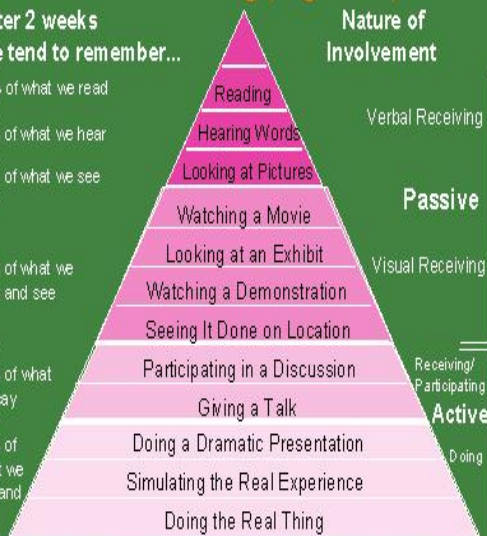 ter 2 weeks
e tend to remember...
of what we read
of what we hear
of what we see
of what we
and see
of what
ay
of
t we
and
Reading
Hearing Words
Looking at Pictures
Watching a Movie
Looking at an Exhibit
Watching a Demonstration
Seeing It Done on Location
Participating in a Discussion
Giving a Talk
Doing a Dramatic Presentation
Simulating the Real Experience
Doing the Real Thing
Nature of
Involvement
Verbal Receiving
Passive
Visual Receiving
Receiving/
Participating
Active
Doing